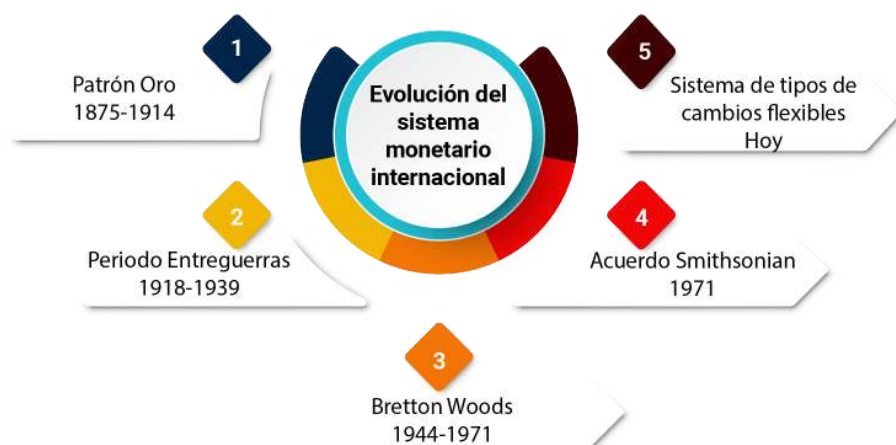 Evolución del
sistema
monetario
internacional
1
Patrón Oro
1875-1914
2
Periodo Entreguerras
1918-1939
3
Bretton Woods
1944-1971
4
Acuerdo Smithsonian
1971
5
Sistema de tipos de
cambios flexibles
Hoy